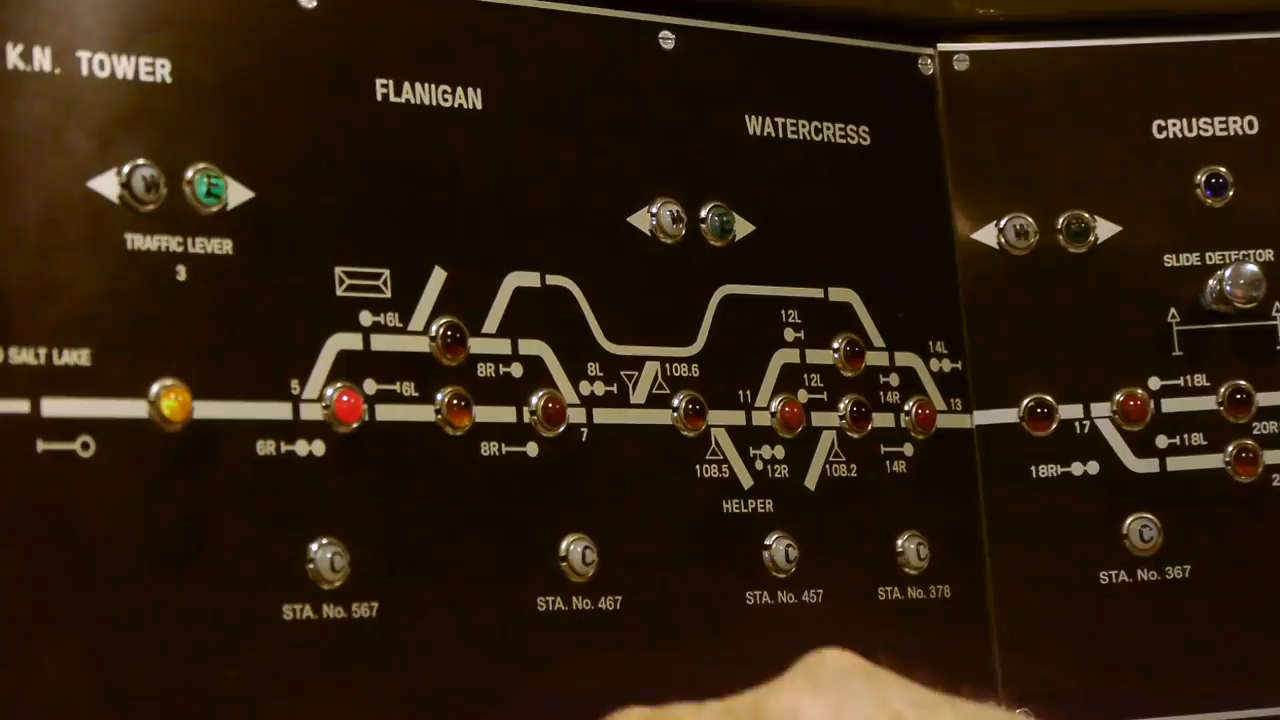 K.N. TOWER
FLANIGAN
WATERCRESS
CRUSERO
W E
W E
W
TRAFFIC LEVER
3
SLIDE DETECTOR
6L
12L
14L
SALT LAKE
8R
8L
108.6
5
6L
11
12L
14R
13
18L
7
17
20R
6R
8R
108.5
12R
108.2
14R
18R
18L
2
HELPER
C
C
C
C
C
STA. No. 567
STA. No. 467
STA. No. 457
STA. No. 378
STA. No. 367